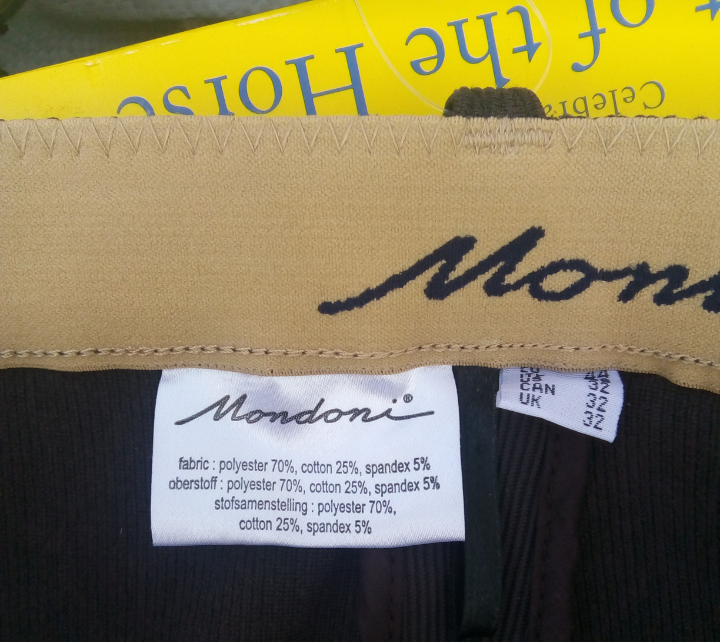 t of the
Horse
Celebra
Mon
Mondoni®
fabric : polyester 70%, cotton 25%, spandex 5%
oberstoff : polyester 70%, cotton 25%, spandex 5%
stofsamenstelling : polyester 70%,
cotton 25%, spandex 5%
CAN 32
UK 32